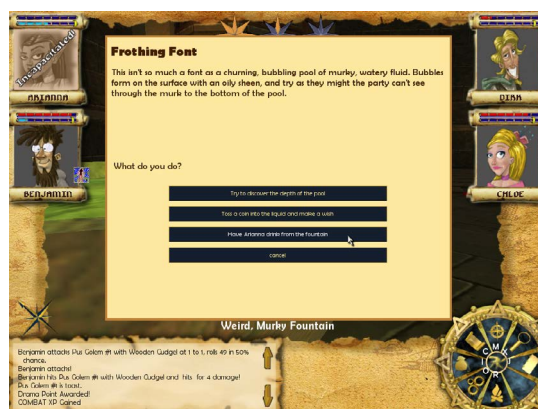 Incapacitated!
ARIANNA
BENJAMIN
DIRK
CHLOE
Frothing Font
This isn't so much a font as a churning, bubbling pool of murky, watery fluid. Bubbles
form on the surface with an oily sheen, and try as they might the party can't see
through the murk to the bottom of the pool.
What do you do?
Try to discover the depth of the pool
Toss a coin into the liquid and make a wish
Have Arianna drink from the fountain
cancel
Weird, Murky Fountain
Benjamin attacks Pus Golem #1 with Wooden Cudgel at 1 to 1, rolls 49 in 50%
chance.
Benjamin attacks!
Benjamin hits Pus Golem #1 with Wooden Cudgel and hits for 4 damage!
Pus Golem #1 is toast.
Drama Point Awarded!
COMBAT XP Gained